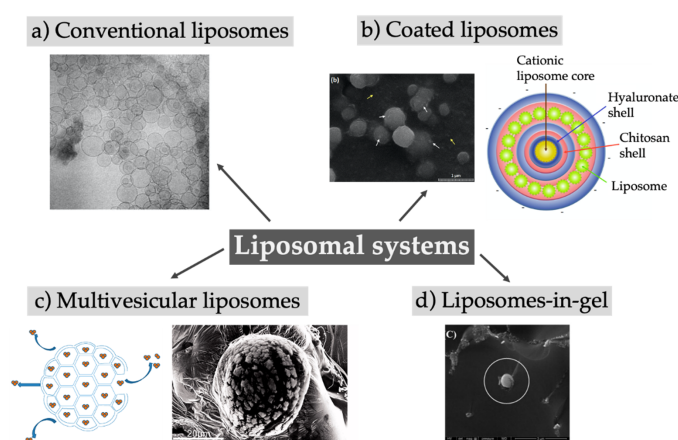 a) Conventional liposomes
b) Coated liposomes
(b)
1 μm
Cationic
liposome core
Hyaluronate
shell
Chitosan
shell
Liposome
Liposomal systems
c) Multivesicular liposomes
20μm
d) Liposomes-in-gel
C)